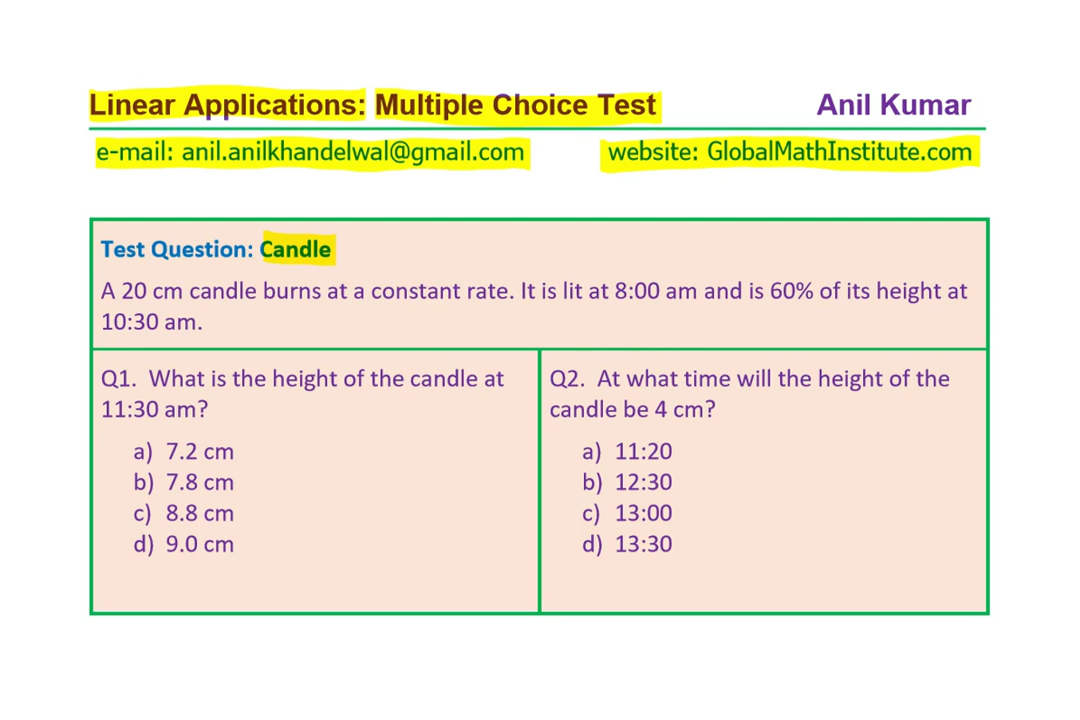 Linear Applications: Multiple Choice Test Anil Kumar
e-mail: anil.anilkhandelwal@gmail.com website: GlobalMathInstitute.com
Test Question: Candle
A 20 cm candle burns at a constant rate. It is lit at 8:00 am and is 60% of its height at
10:30 am.
Q1. What is the height of the candle at
11:30 am?
a) 7.2 cm
b) 7.8 cm
c) 8.8 cm
d) 9.0 cm
Q2. At what time will the height of the
candle be 4 cm?
a) 11:20
b) 12:30
c) 13:00
d) 13:30